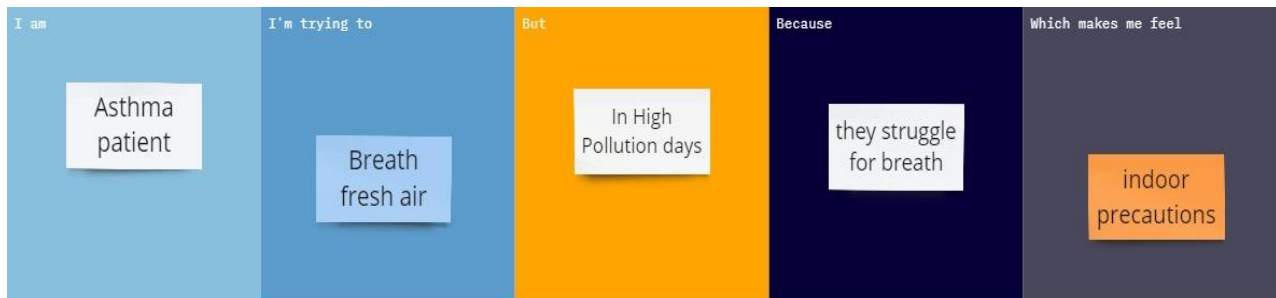 I am
Asthma
patient
I'm trying to
Breath
fresh air
But
In High
Pollution days
Because
they struggle
for breath
Which makes me feel
indoor
precautions